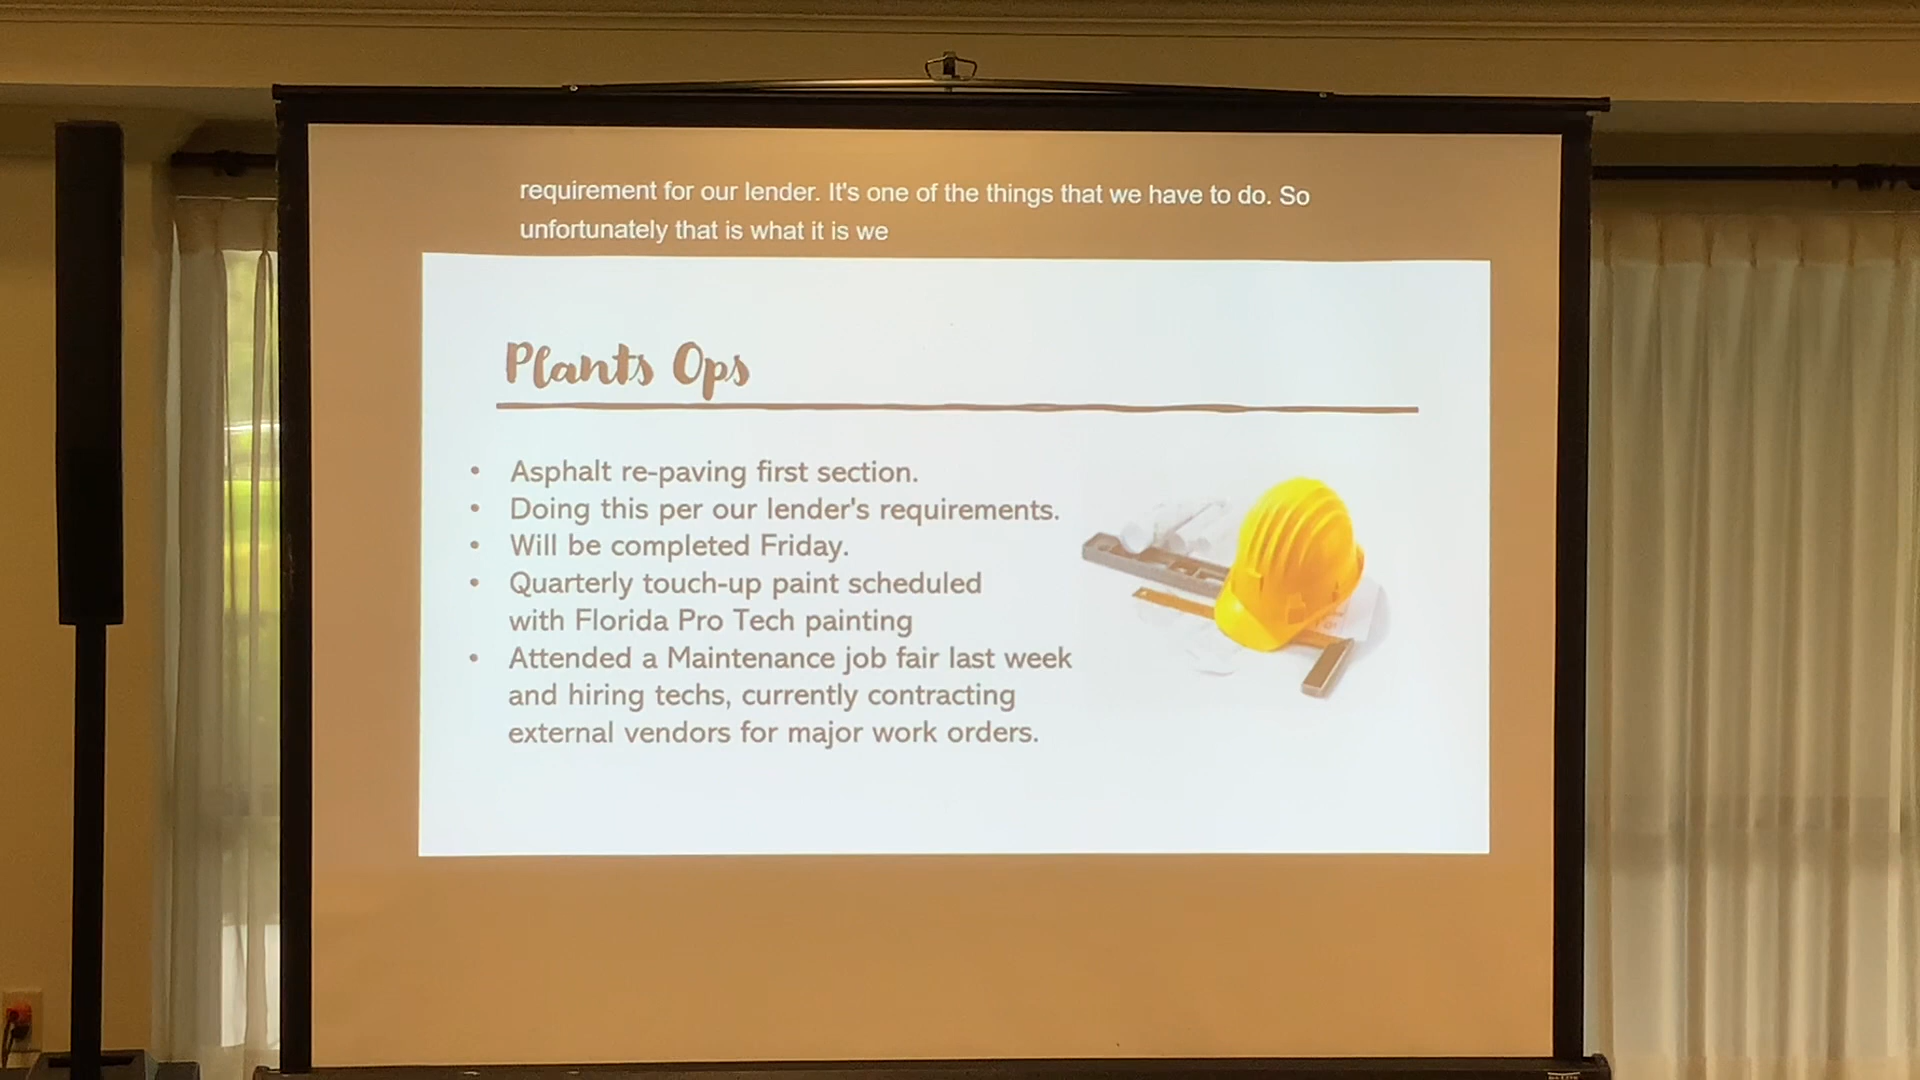 requirement for our lender. It's one of the things that we have to do. So
unfortunately that is what it is we
Plants Ops
• Asphalt re-paving first section.
• Doing this per our lender's requirements.
• Will be completed Friday.
• Quarterly touch-up paint scheduled
with Florida Pro Tech painting
• Attended a Maintenance job fair last week
and hiring techs, currently contracting
external vendors for major work orders.